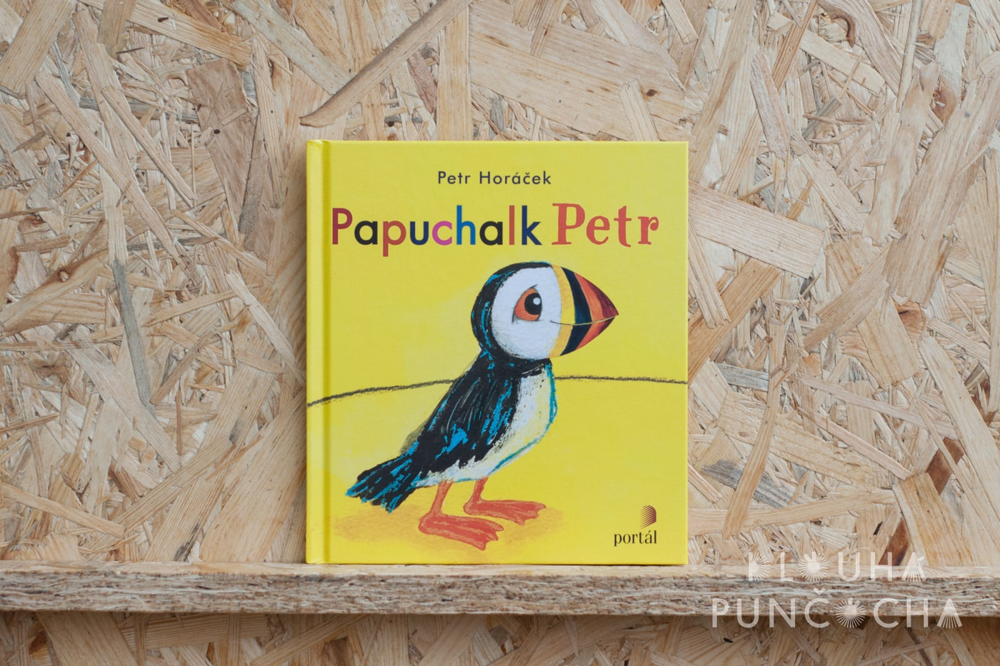 Petr Horáček
Papuchalk Petr
portál
DLOUHÁ
PUNČOCHA